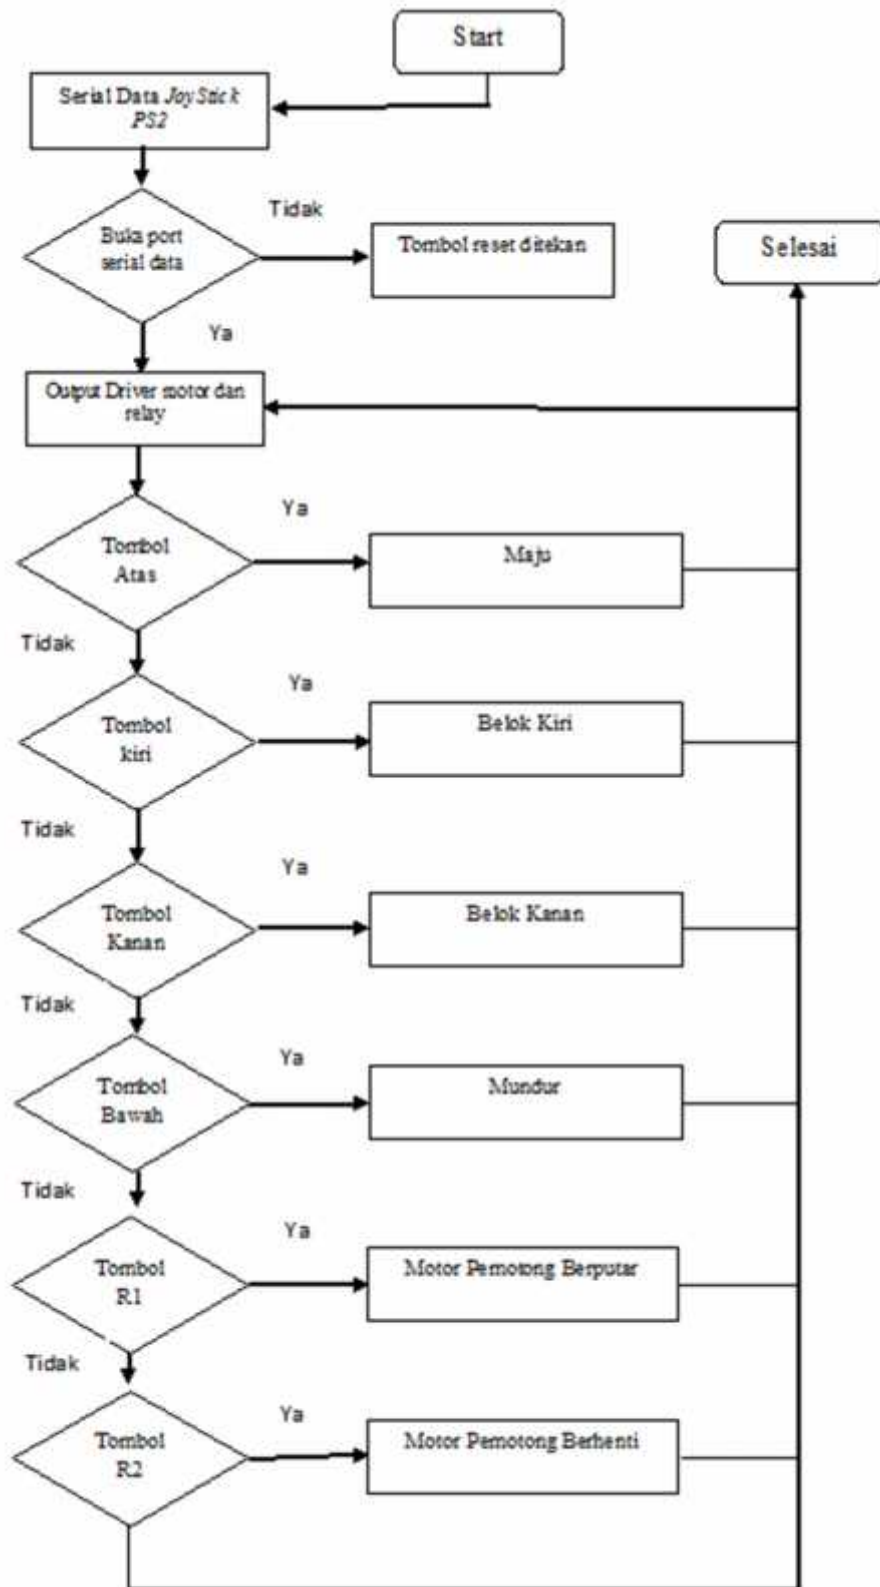 Start
Serial Data JoyStick
PS2
Tidak
Buka port
serial data
Tombol reset ditekan
Selesai
Ya
Output Driver motor dan
relay
Ya
Tombol
Atas
Maju
Tidak
Ya
Tombol
kiri
Belok Kiri
Tidak
Ya
Tombol
Kanan
Belok Kanan
Tidak
Ya
Tombol
Bawah
Mundur
Tidak
Ya
Tombol
R1
Motor Pemotong Berputar
Tidak
Ya
Tombol
R2
Motor Pemotong Berhenti